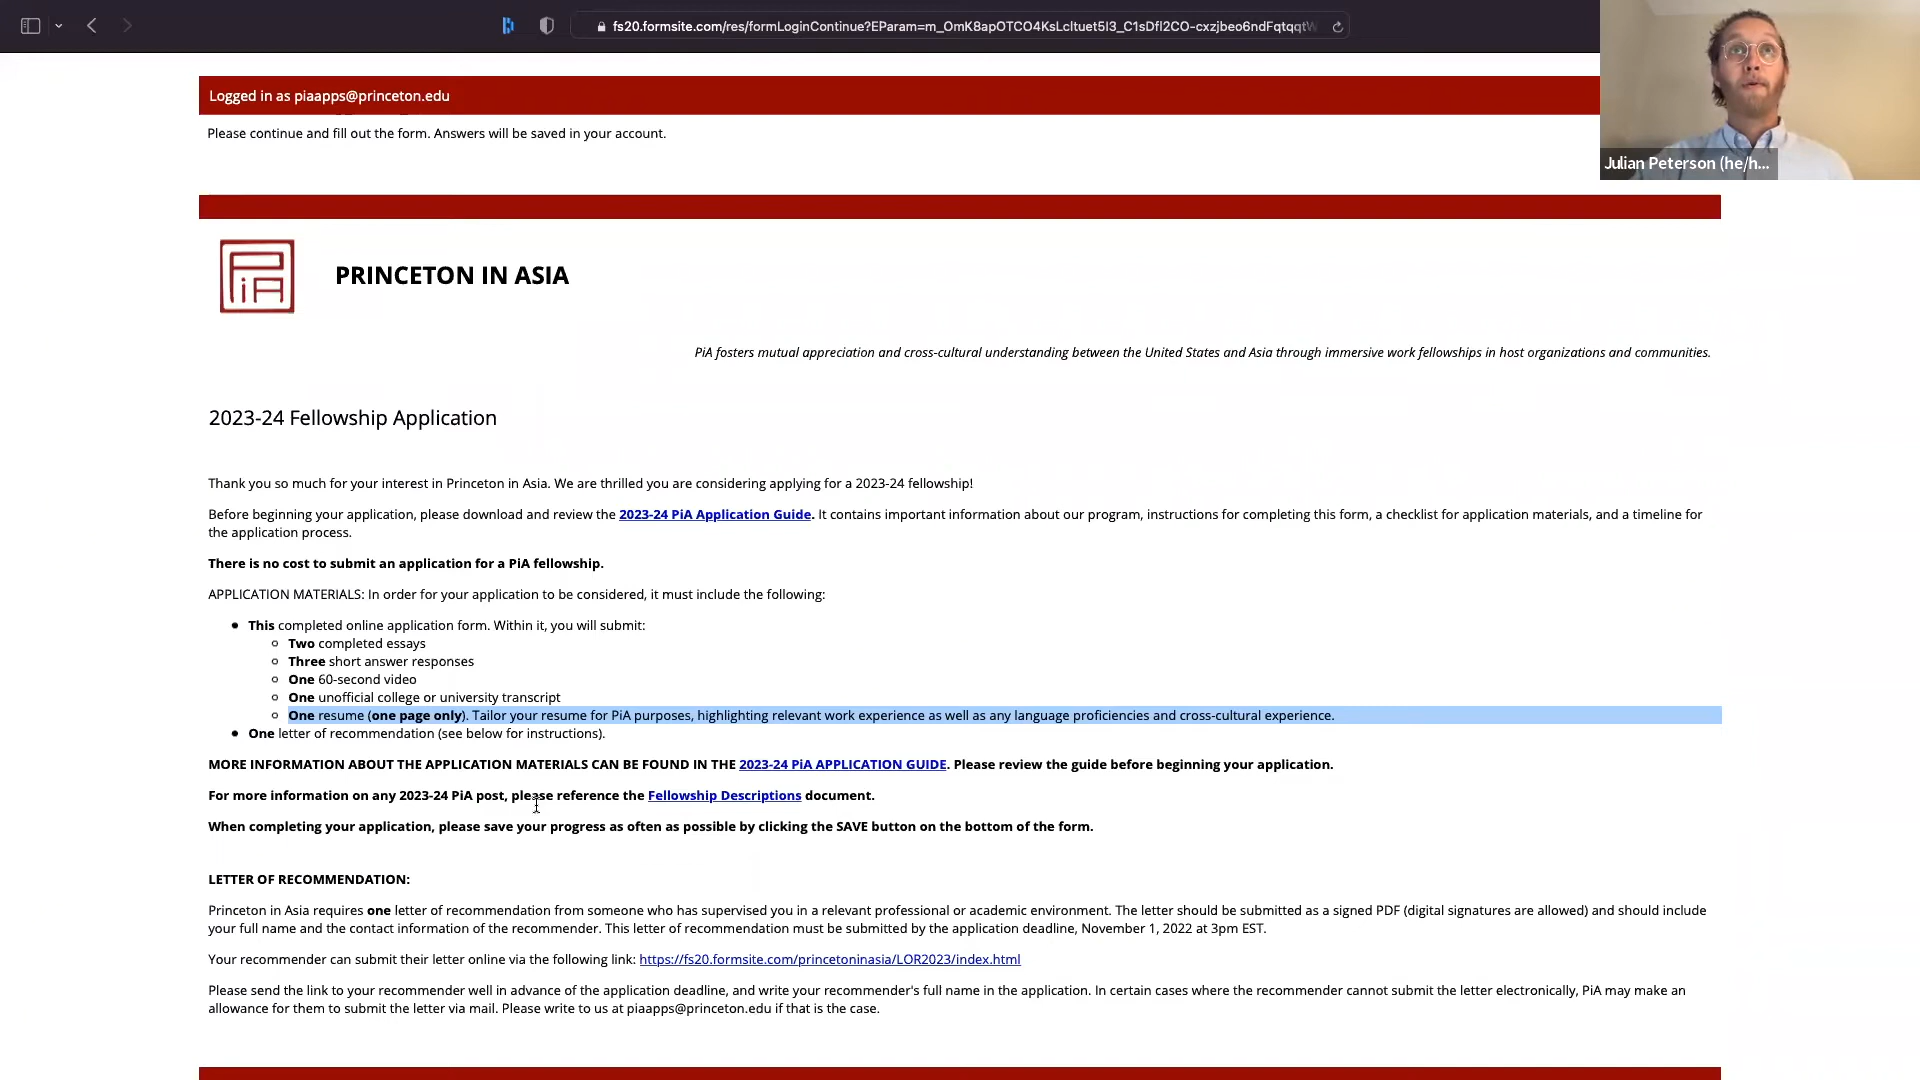 fs20.formsite.com/res/formLoginContinue?EParam=m_OmK8apOTCO4KsLcItuet5I3_C1sDfI2CO-cxzjbeo6ndFqtqqtW
Logged in as piaapps@princeton.edu
Please continue and fill out the form. Answers will be saved in your account.
Julian Peterson (he/h...
PiA
PRINCETON IN ASIA
PiA fosters mutual appreciation and cross-cultural understanding between the United States and Asia through immersive work fellowships in host organizations and communities.
2023-24 Fellowship Application
Thank you so much for your interest in Princeton in Asia. We are thrilled you are considering applying for a 2023-24 fellowship!
Before beginning your application, please download and review the 2023-24 PiA Application Guide. It contains important information about our program, instructions for completing this form, a checklist for application materials, and a timeline for
the application process.
There is no cost to submit an application for a PiA fellowship.
APPLICATION MATERIALS: In order for your application to be considered, it must include the following:
This completed online application form. Within it, you will submit:
Two completed essays
Three short answer responses
One 60-second video
One unofficial college or university transcript
One resume (one page only). Tailor your resume for PiA purposes, highlighting relevant work experience as well as any language proficiencies and cross-cultural experience.
One letter of recommendation (see below for instructions).
MORE INFORMATION ABOUT THE APPLICATION MATERIALS CAN BE FOUND IN THE 2023-24 PiA APPLICATION GUIDE. Please review the guide before beginning your application.
For more information on any 2023-24 PiA post, please reference the Fellowship Descriptions document.
When completing your application, please save your progress as often as possible by clicking the SAVE button on the bottom of the form.
LETTER OF RECOMMENDATION:
Princeton in Asia requires one letter of recommendation from someone who has supervised you in a relevant professional or academic environment. The letter should be submitted as a signed PDF (digital signatures are allowed) and should include
your full name and the contact information of the recommender. This letter of recommendation must be submitted by the application deadline, November 1, 2022 at 3pm EST.
Your recommender can submit their letter online via the following link: https://fs20.formsite.com/princetoninasia/LOR2023/index.html
Please send the link to your recommender well in advance of the application deadline, and write your recommender's full name in the application. In certain cases where the recommender cannot submit the letter electronically, PiA may make an
allowance for them to submit the letter via mail. Please write to us at piaapps@princeton.edu if that is the case.